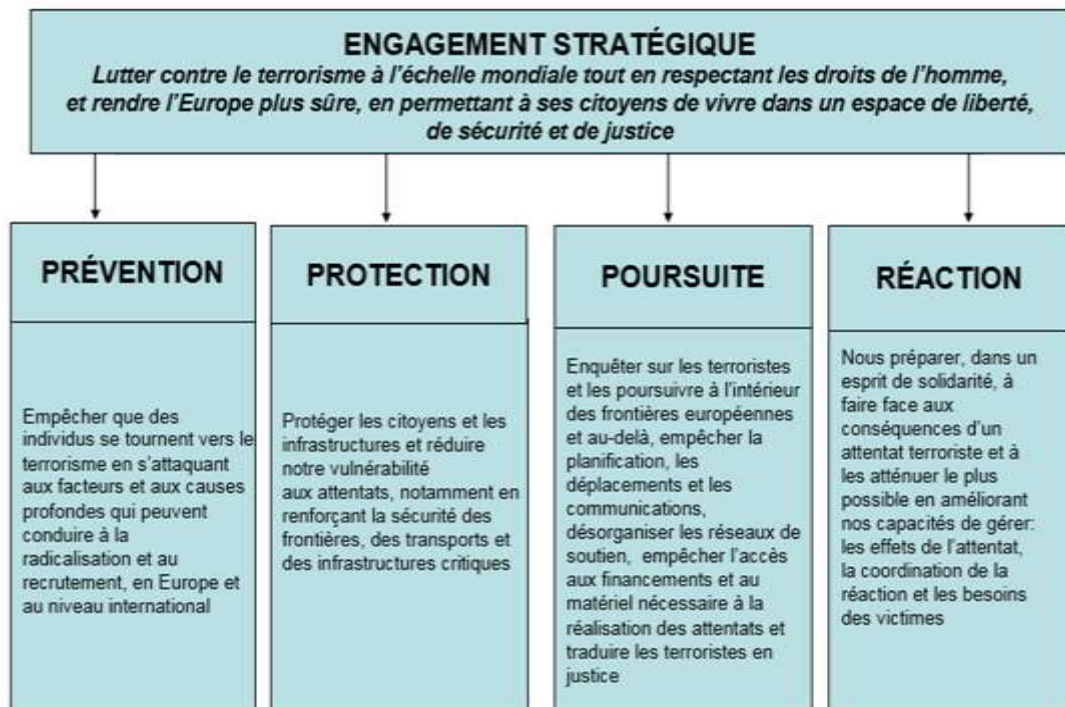 ENGAGEMENT STRATÉGIQUE
Lutter contre le terrorisme à l'échelle mondiale tout en respectant les droits de l'homme,
et rendre l'Europe plus sûre, en permettant à ses citoyens de vivre dans un espace de liberté,
de sécurité et de justice
PRÉVENTION
Empêcher que des
individus se tournent vers le
terrorisme en s'attaquant
aux facteurs et aux causes
profondes qui peuvent
conduire à la
radicalisation et au
recrutement, en Europe et
au niveau international
PROTECTION
Protéger les citoyens et les
infrastructures et réduire
notre vulnérabilité
aux attentats, notamment en
renforçant la sécurité des
frontières, des transports et
des infrastructures critiques
POURSUITE
Enquêter sur les terroristes
et les poursuivre à l'intérieur
des frontières européennes
et au-delà, empêcher la
planification, les
déplacements et les
communications,
désorganiser les réseaux de
soutien, empêcher l'accès
aux financements et au
matériel nécessaire à la
réalisation des attentats et
traduire les terroristes en
justice
RÉACTION
Nous préparer, dans un
esprit de solidarité, à
faire face aux
conséquences d'un
attentat terroriste et à
les atténuer le plus
possible en améliorant
nos capacités de gérer:
les effets de l'attentat,
la coordination de la
réaction et les besoins
des victimes